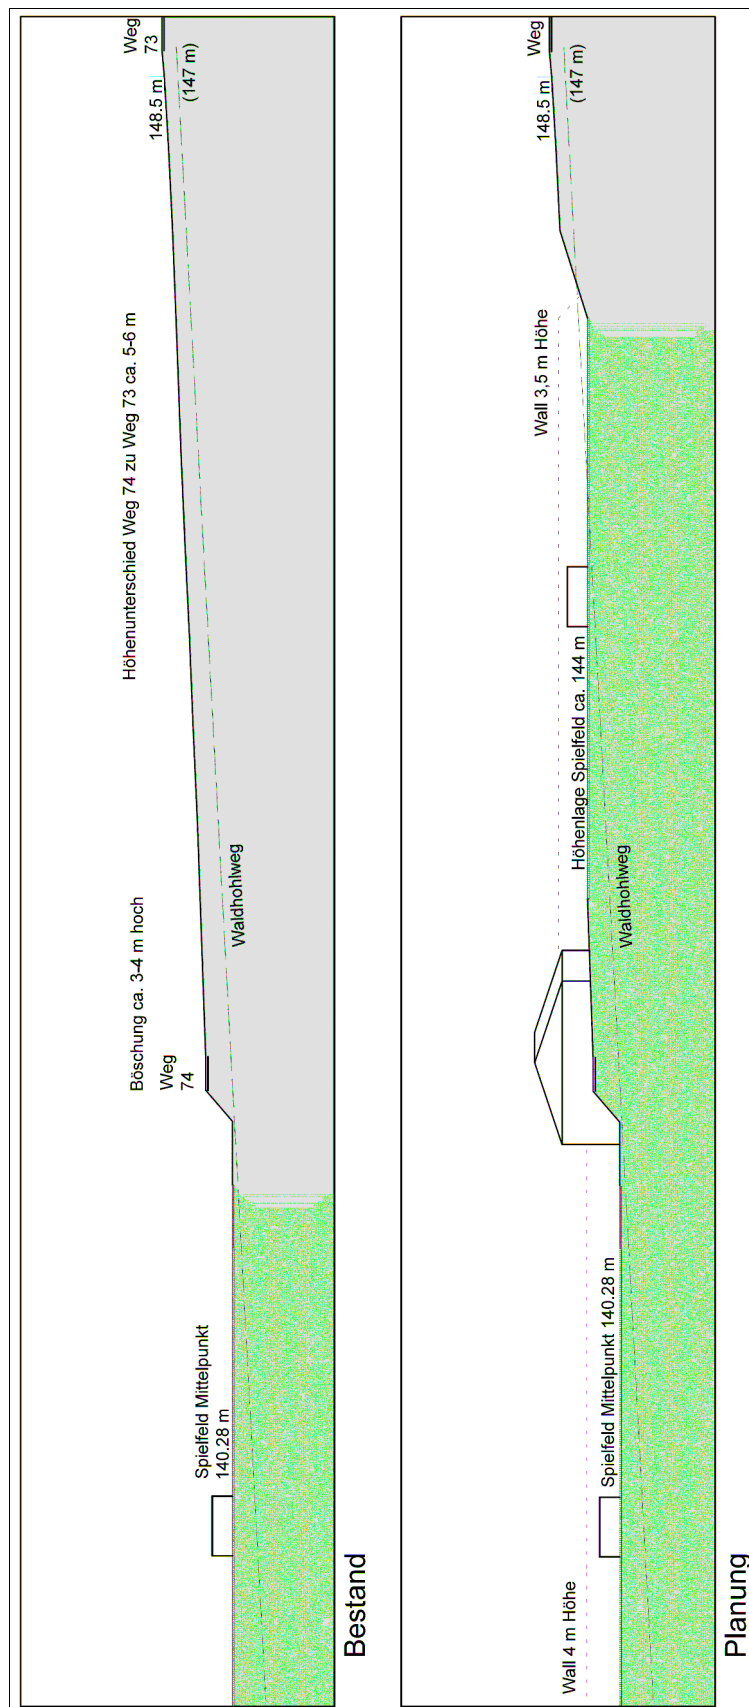 Spielfeld Mittelpunkt
140.28 m
Böschung ca. 3-4 m hoch
Weg
74
Waldhohlweg
Höhenunterschied Weg 74 zu Weg 73 ca. 5-6 m
148.5 m
(147 m)
Weg
73
Bestand
Wall 4 m Höhe
Spielfeld Mittelpunkt 140.28 m
Waldhohlweg
Höhenlage Spielfeld ca. 144 m
Wall 3,5 m Höhe
148.5 m
(147 m)
Weg
Planung